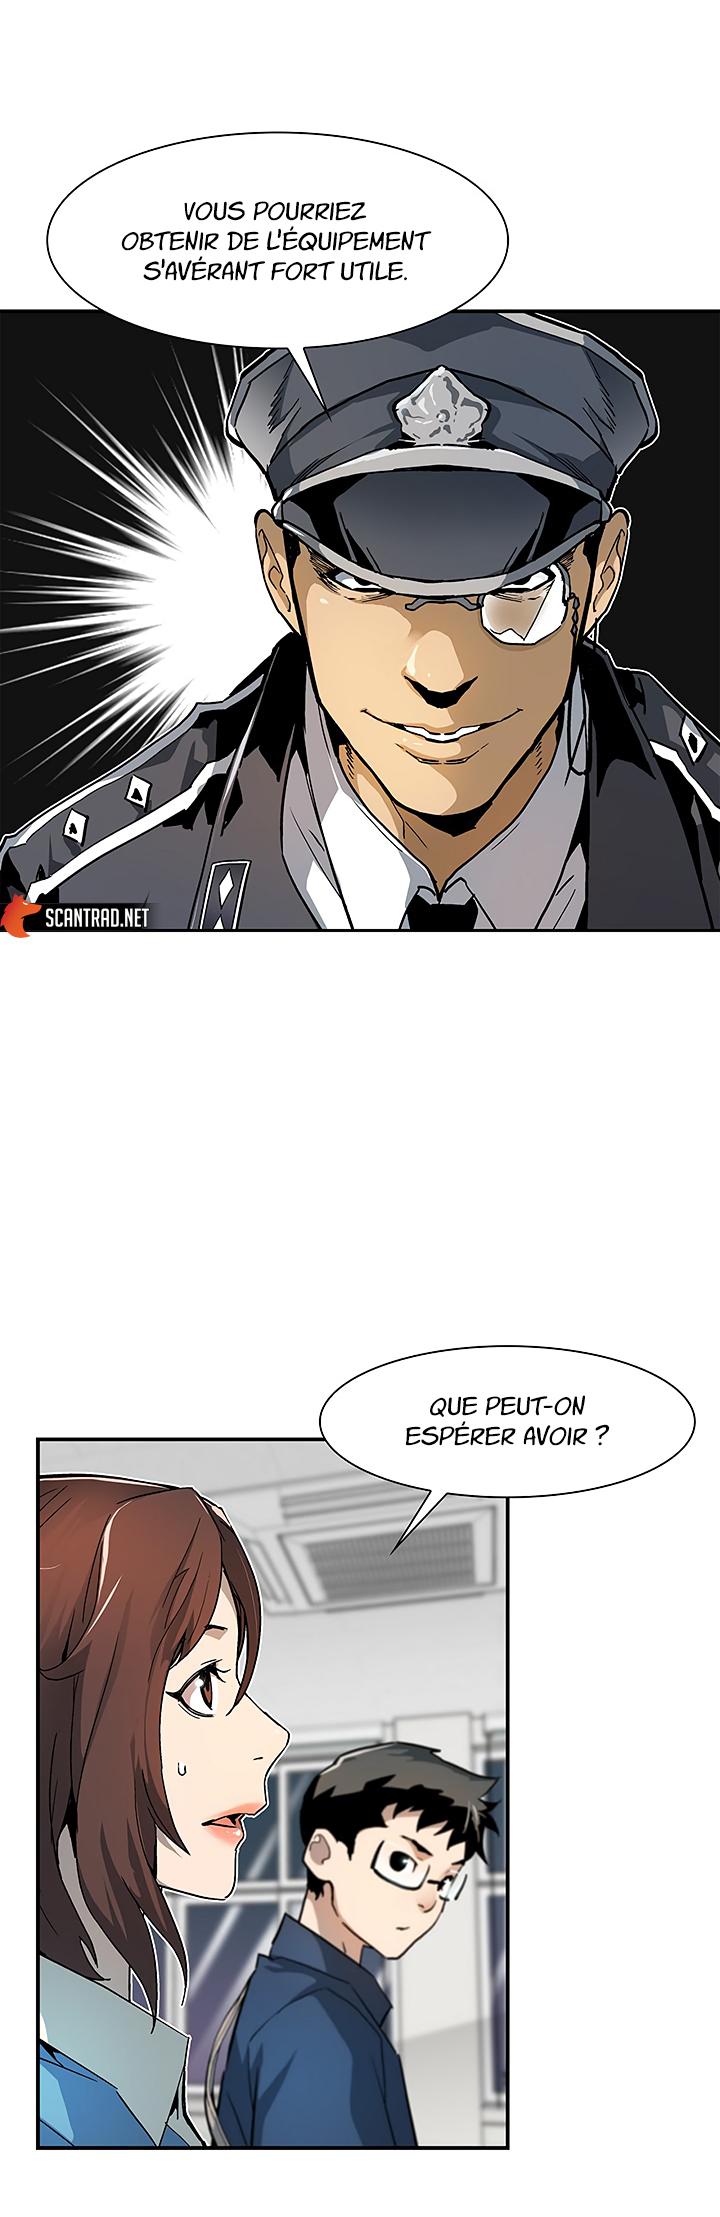 VOUS POURRIEZ
OBTENIR DE L'ÉQUIPEMENT
S'AVÉRANT FORT UTILE.
SCANTRAD.NET
QUE PEUT-ON
ESPÉRER AVOIR ?